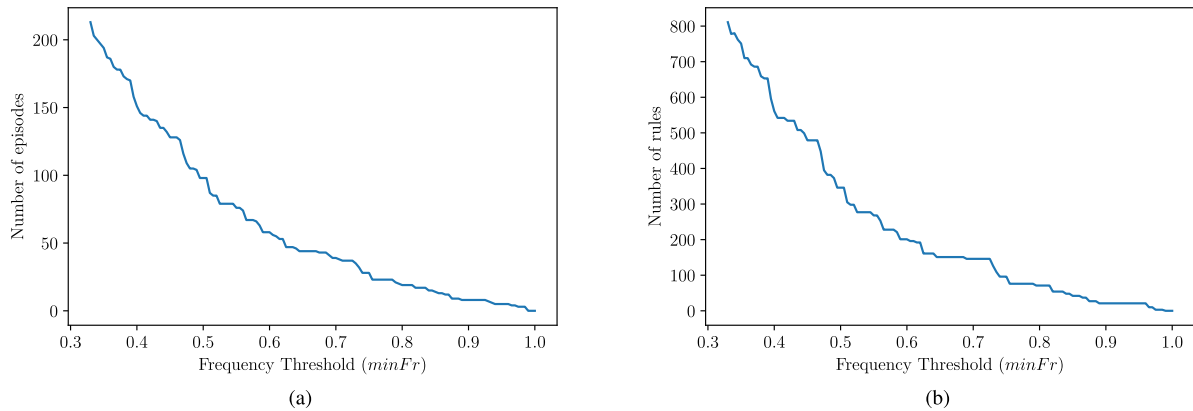 200
150
100
50
0
Number of episodes
0.3 0.4 0.5 0.6 0.7 0.8 0.9 1.0
Frequency Threshold (minFr)
(a)
800
700
600
500
400
300
200
100
0
Number of rules
0.3 0.4 0.5 0.6 0.7 0.8 0.9 1.0
Frequency Threshold (minFr)
(b)